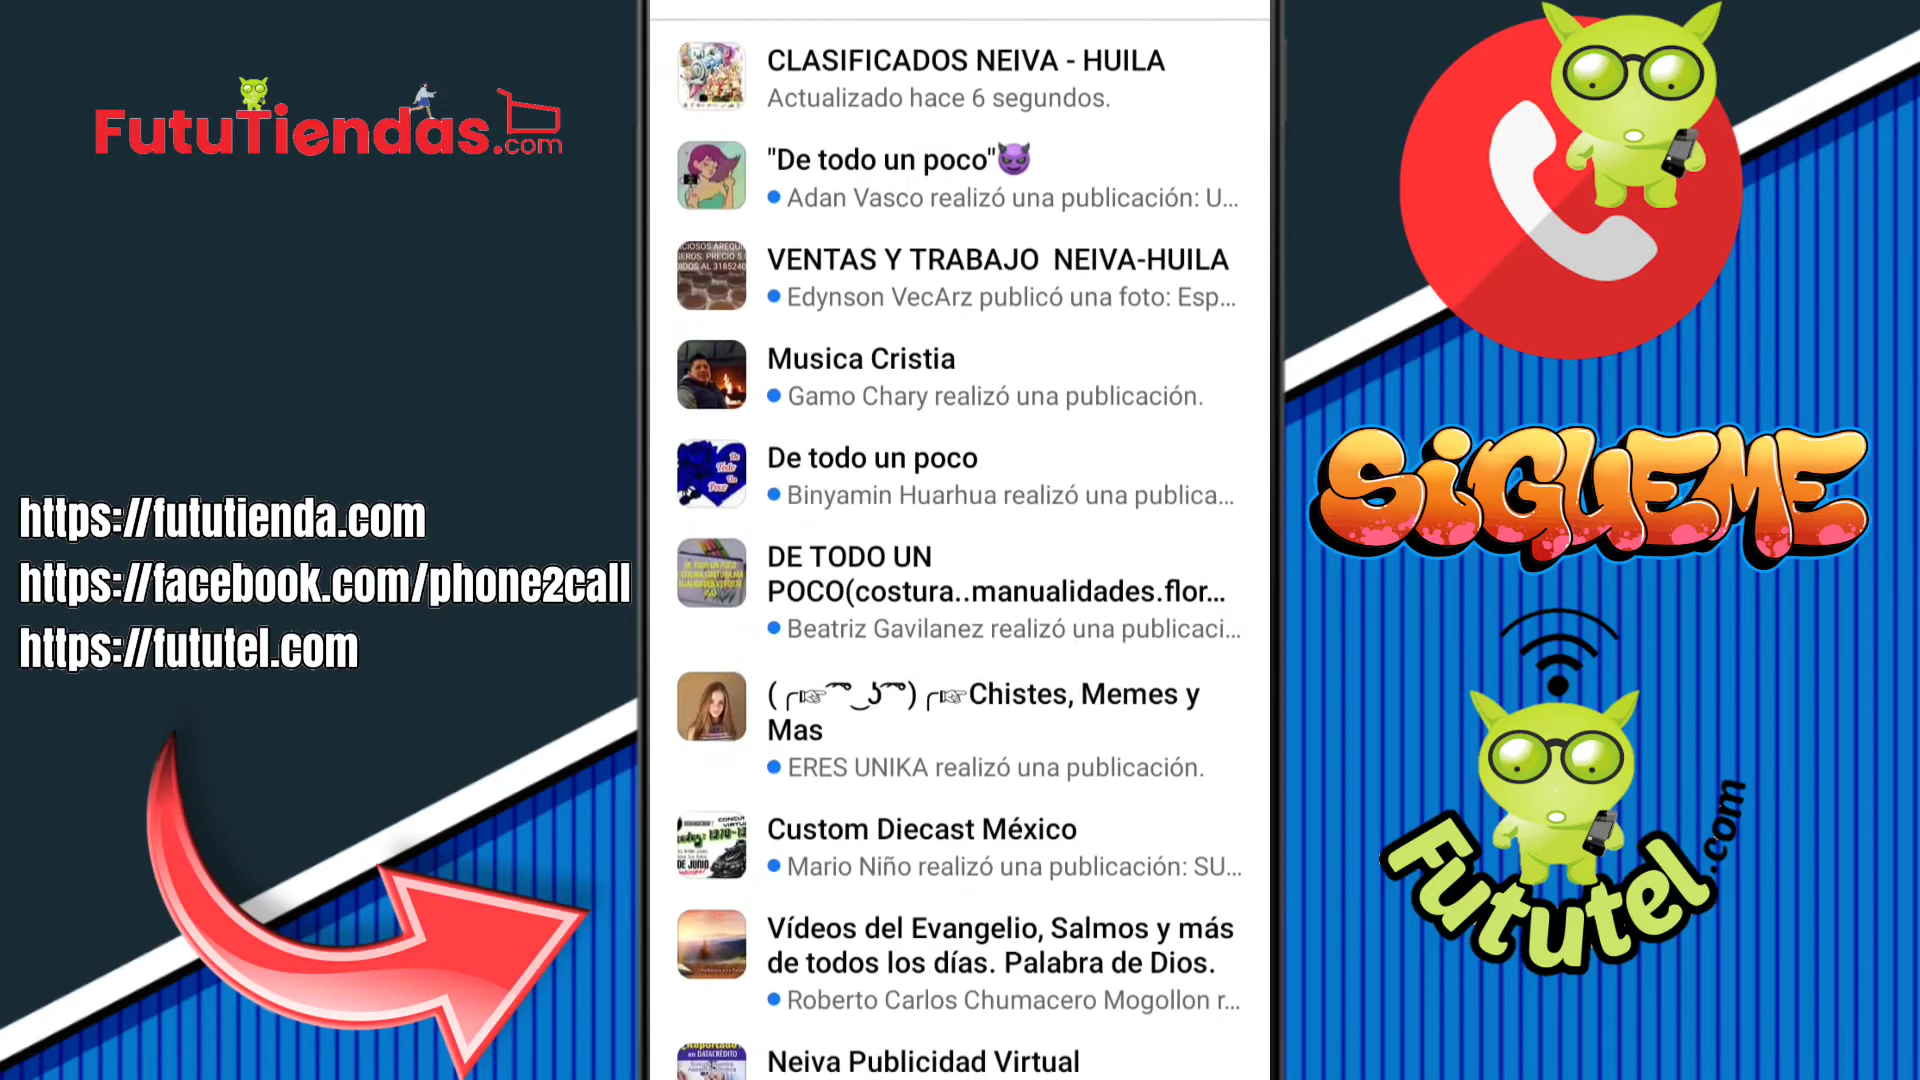 FutuTiendas.com
https://fututienda.com
https://facebook.com/phone2call
https://fututel.com
CLASIFICADOS NEIVA - HUILA
Actualizado hace 6 segundos.
"De todo un poco"😈
Adan Vasco realizó una publicación: U...
VENTAS Y TRABAJO NEIVA-HUILA
Edynson VecArz publicó una foto: Esp...
Musica Cristia
Gamo Chary realizó una publicación.
De todo un poco
Binyamin Huarhua realizó una publica...
DE TODO UN
POCO(costura..manualidades.flor...
Beatriz Gavilanez realizó una publicaci...
( ╭☞ ͡° ͜ʖ ͡°) ╭☞Chistes, Memes y
Mas
ERES UNIKA realizó una publicación.
Custom Diecast México
Mario Niño realizó una publicación: SU...
Vídeos del Evangelio, Salmos y más
de todos los días. Palabra de Dios.
Roberto Carlos Chumacero Mogollon r...
Neiva Publicidad Virtual
SiGUEME
Fututel.com